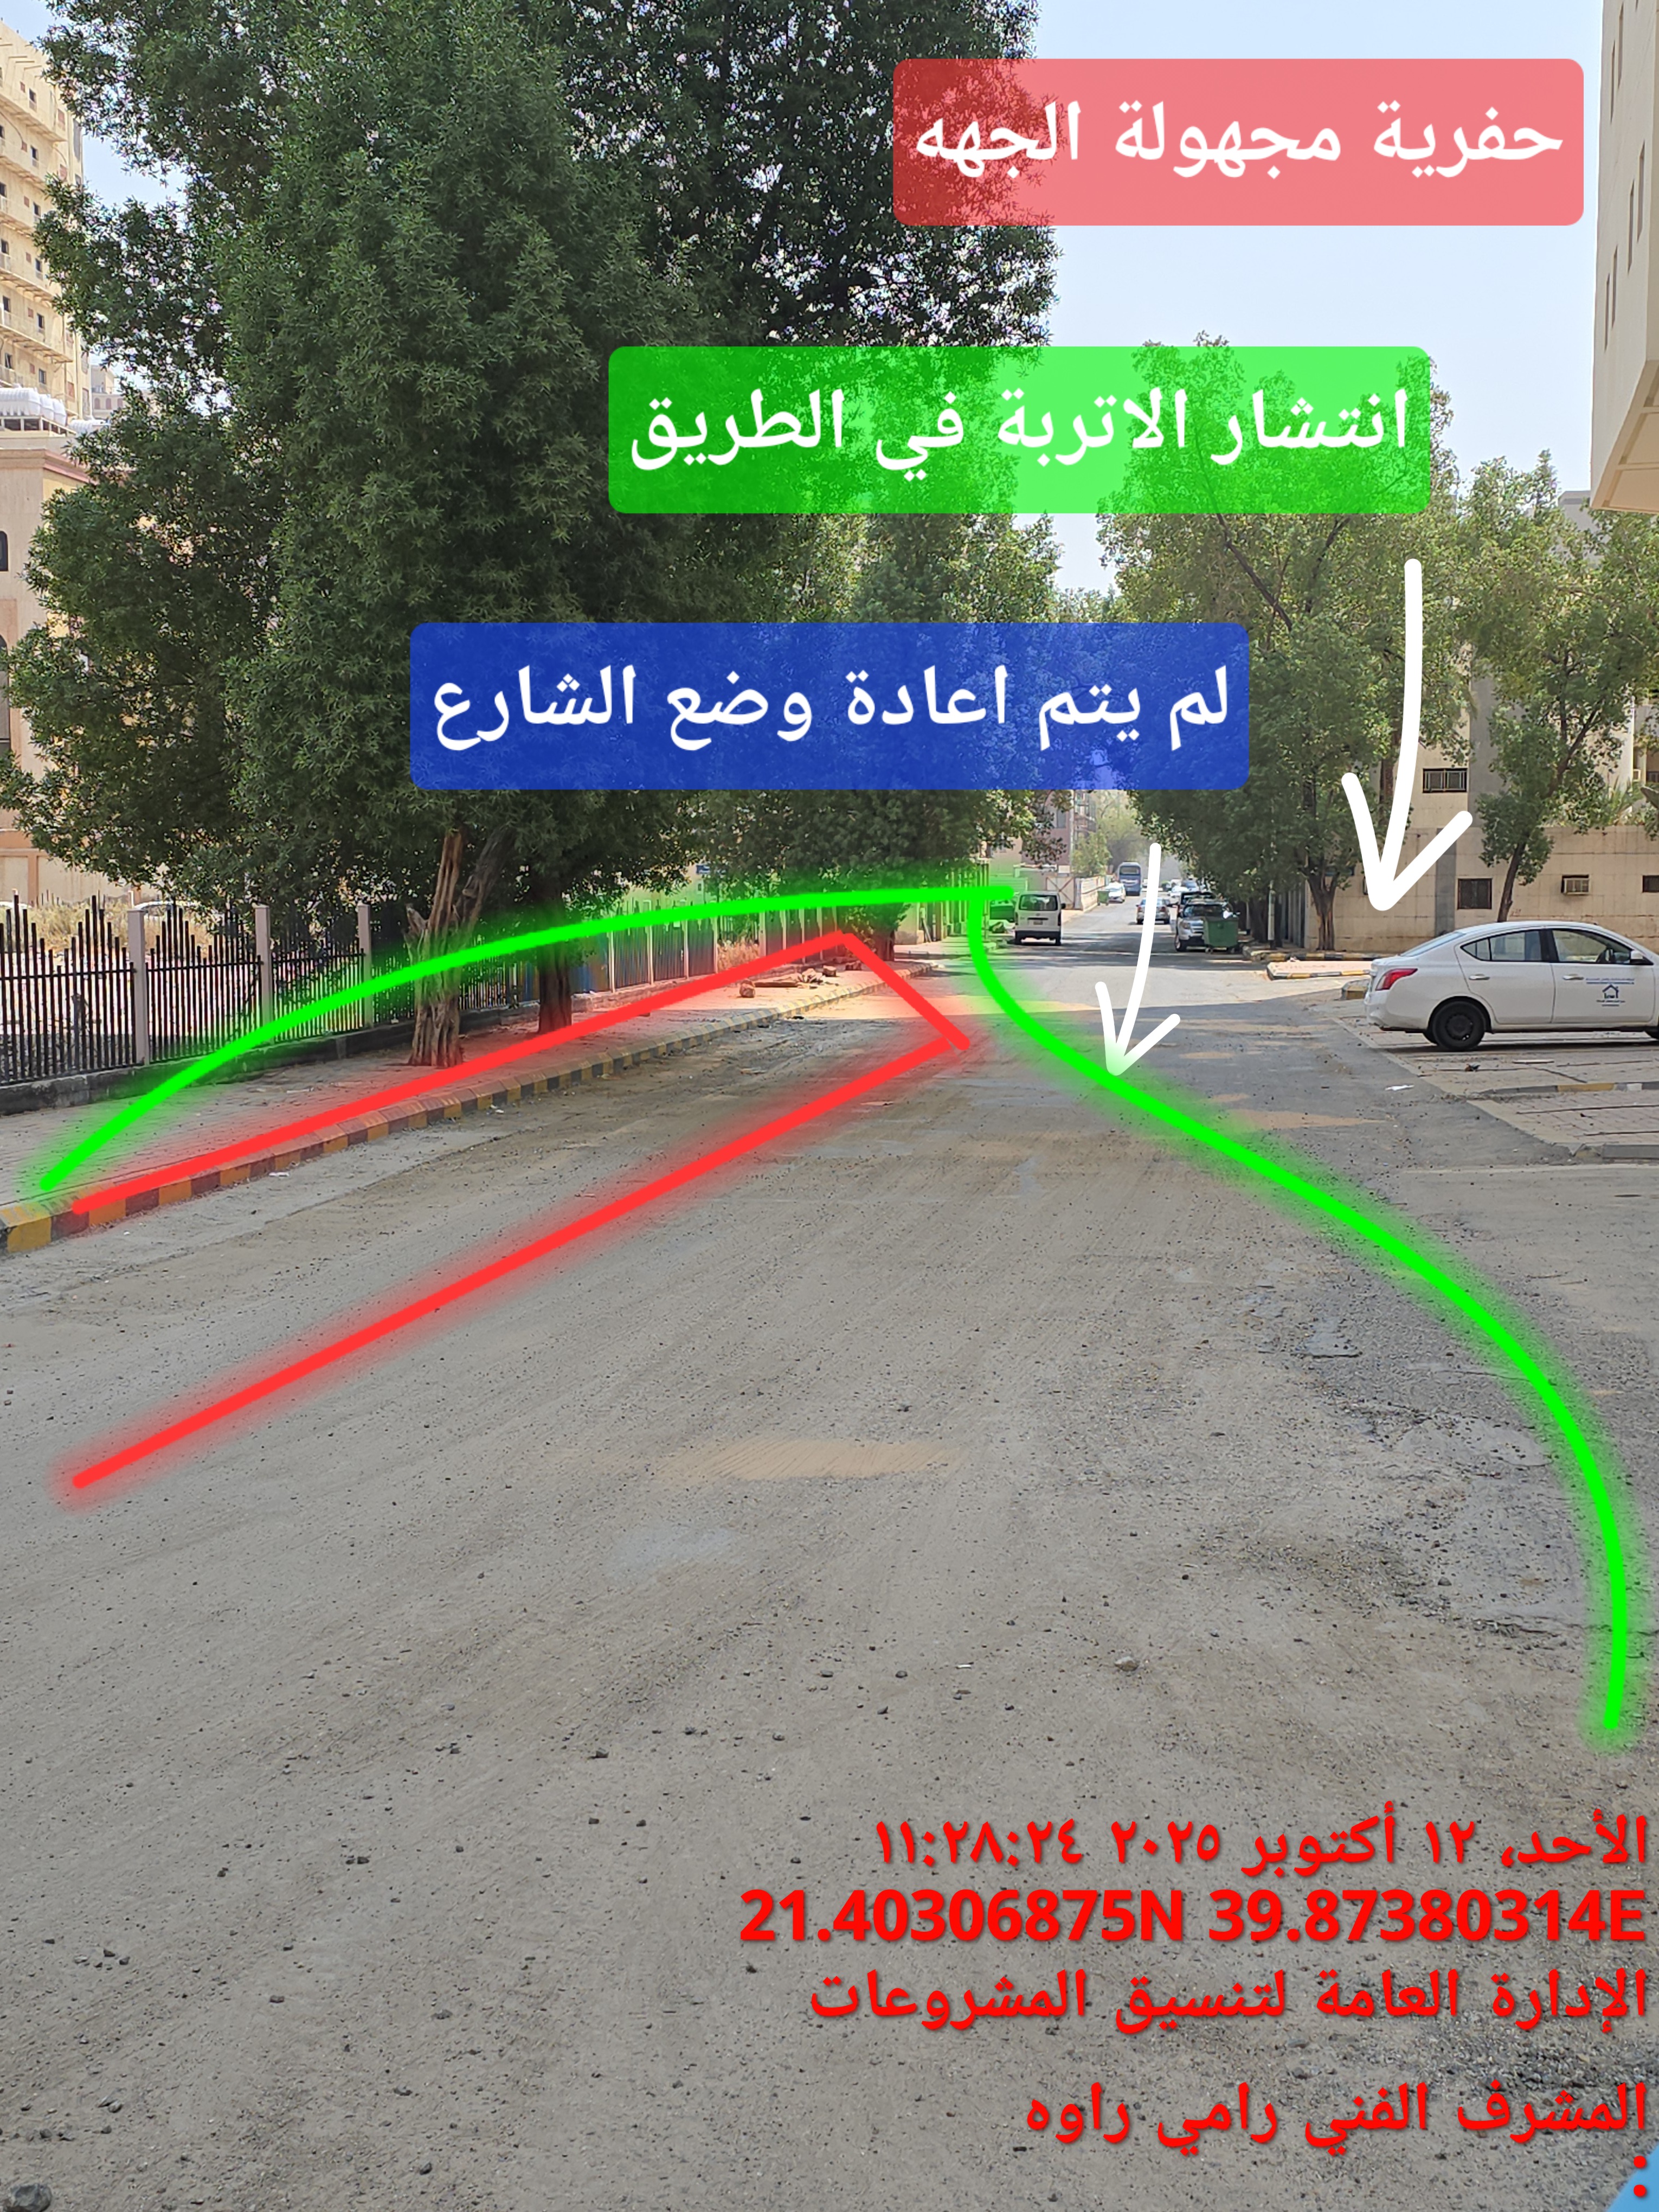 حفرية مجهولة الجهه
انتشار الاتربة في الطريق
لم يتم اعادة وضع الشارع
الأحد، ١٢ أكتوبر ٢٠٢٥ ١١:٢٨:٢٤
21.40306875N 39.87380314E
الإدارة العامة لتنسيق المشروعات
المشرف الفني رامي راوه
: